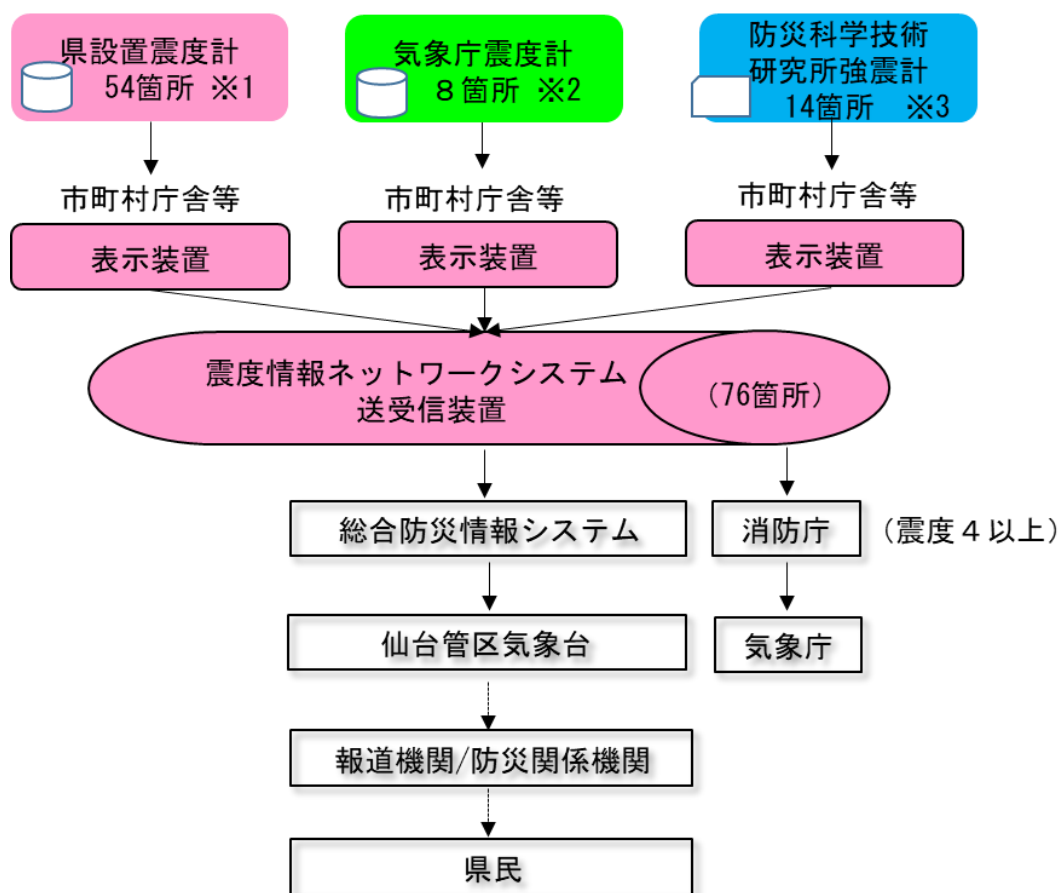 県設置震度計
54箇所 ※1
気象庁震度計
８箇所 ※2
防災科学技術
研究所強震計
14箇所 ※3
市町村庁舎等
市町村庁舎等
市町村庁舎等
表示装置
表示装置
表示装置
震度情報ネットワークシステム
送受信装置
（76箇所）
総合防災情報システム
消防庁
（震度４以上）
仙台管区気象台
気象庁
報道機関/防災関係機関
県民